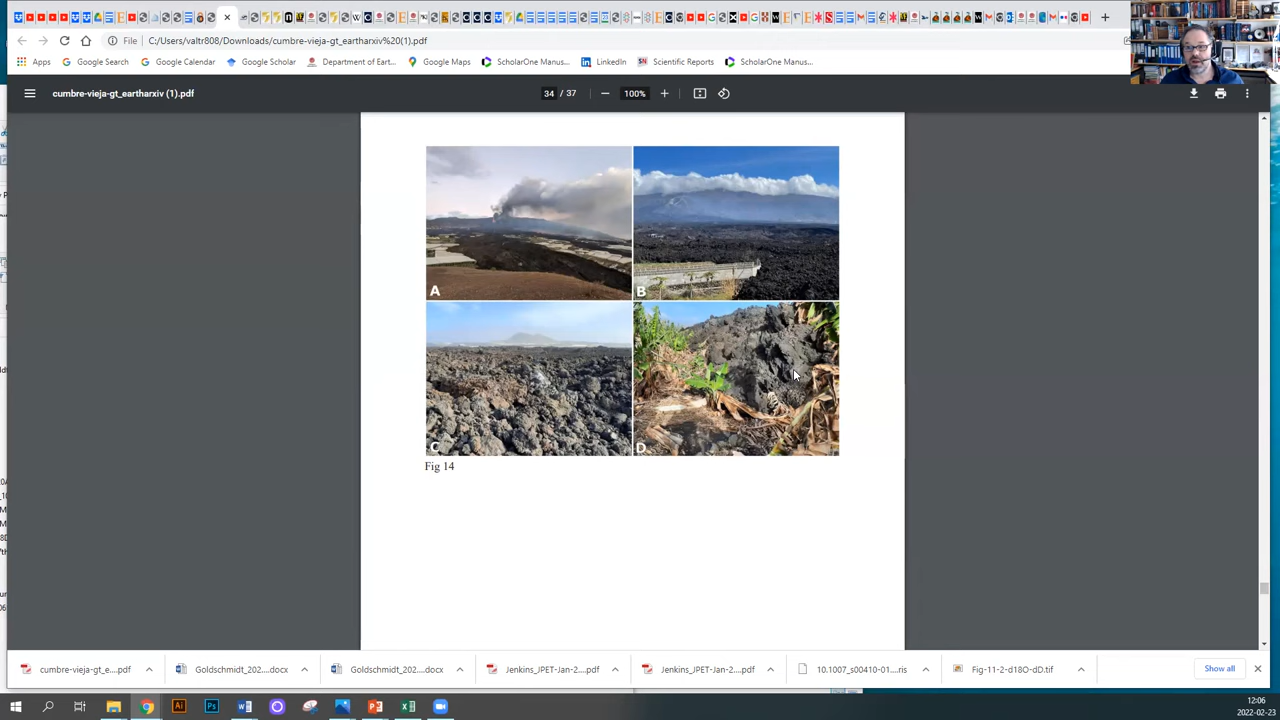 File
C:/Users/valtr808/Downloads/cumbre-vieja-gt_eartharxiv%20(1).pdf
Apps
Google Search
Google Calendar
Google Scholar
Department of Eart...
Google Maps
ScholarOne Manus...
LinkedIn
Scientific Reports
ScholarOne Manus...
cumbre-vieja-gt_eartharxiv (1).pdf
34 / 37
100%
A
B
C
D
Fig 14
cumbre-vieja-gt_e....pdf
Goldschmidt_202....docx
Goldschmidt_202....docx
Jenkins_JPET-Jan-2....pdf
Jenkins_JPET-Jan-2....pdf
10.1007_s00410-01....ris
Fig-11-2-d18O-dD.tif
Show all
12:06
2022-02-23